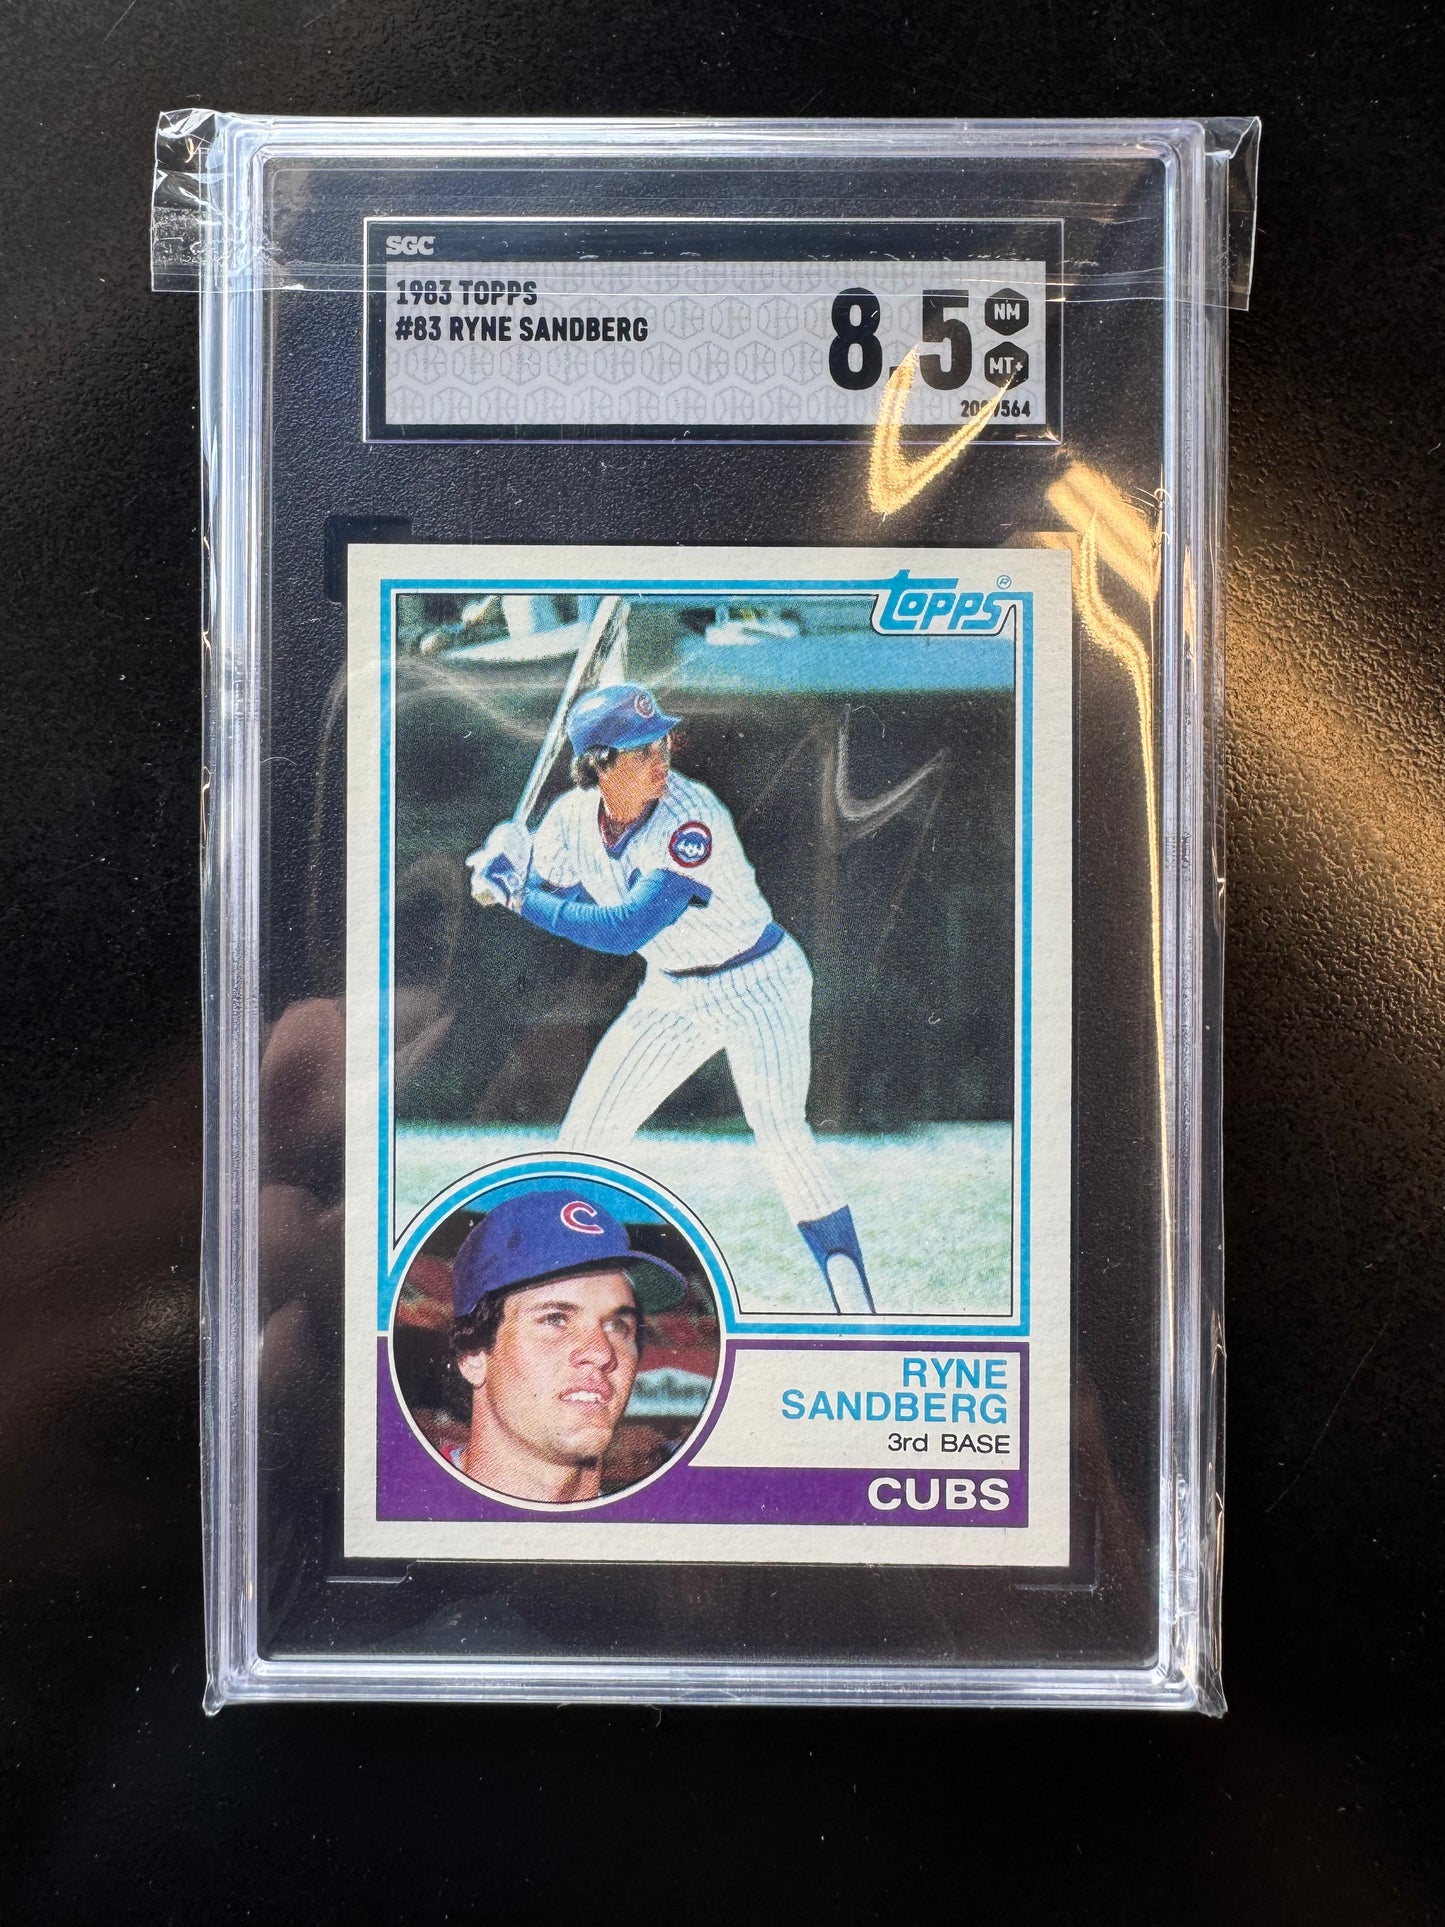 SGC
1983 TOPPS
#83 RYNE SANDBERG
8.5
NM
MT+
Topps ®
C
RYNE
SANDBERG
3rd BASE
CUBS